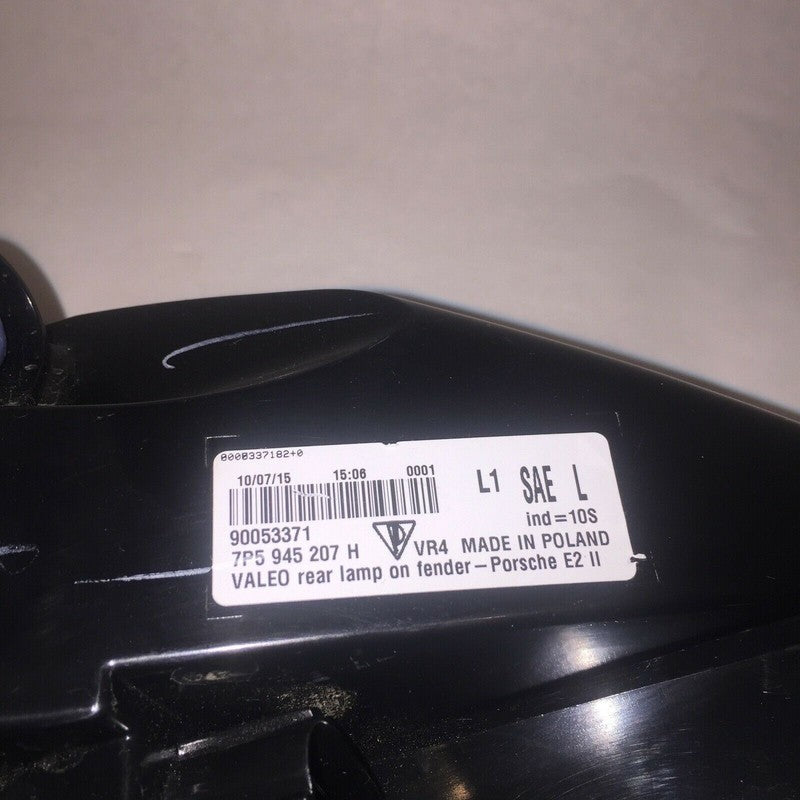 0000337182+0
10/07/15 15:06 0001
L1 SAE L
ind=10S
90053371
7P5 945 207 H VR4 MADE IN POLAND
VALEO rear lamp on fender-Porsche E2 II